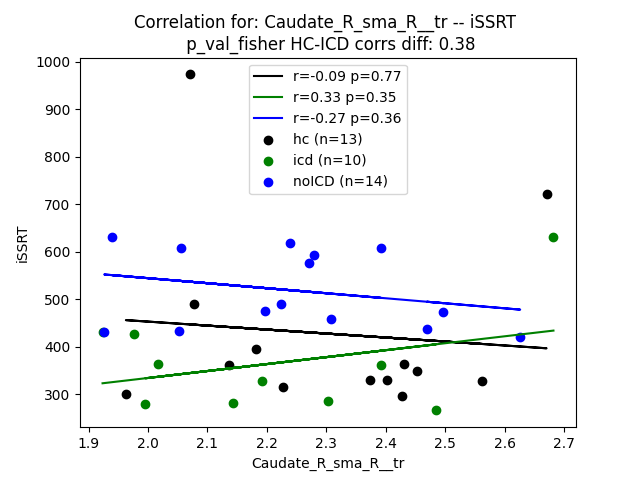 Correlation for: Caudate_R_sma_R__tr -- iSSRT
p_val_fisher HC-ICD corrs diff: 0.38
1000
900
800
700
600
500
400
300
iSSRT
r=-0.09 p=0.77
r=0.33 p=0.35
r=-0.27 p=0.36
hc (n=13)
icd (n=10)
noICD (n=14)
1.9 2.0 2.1 2.2 2.3 2.4 2.5 2.6 2.7
Caudate_R_sma_R__tr